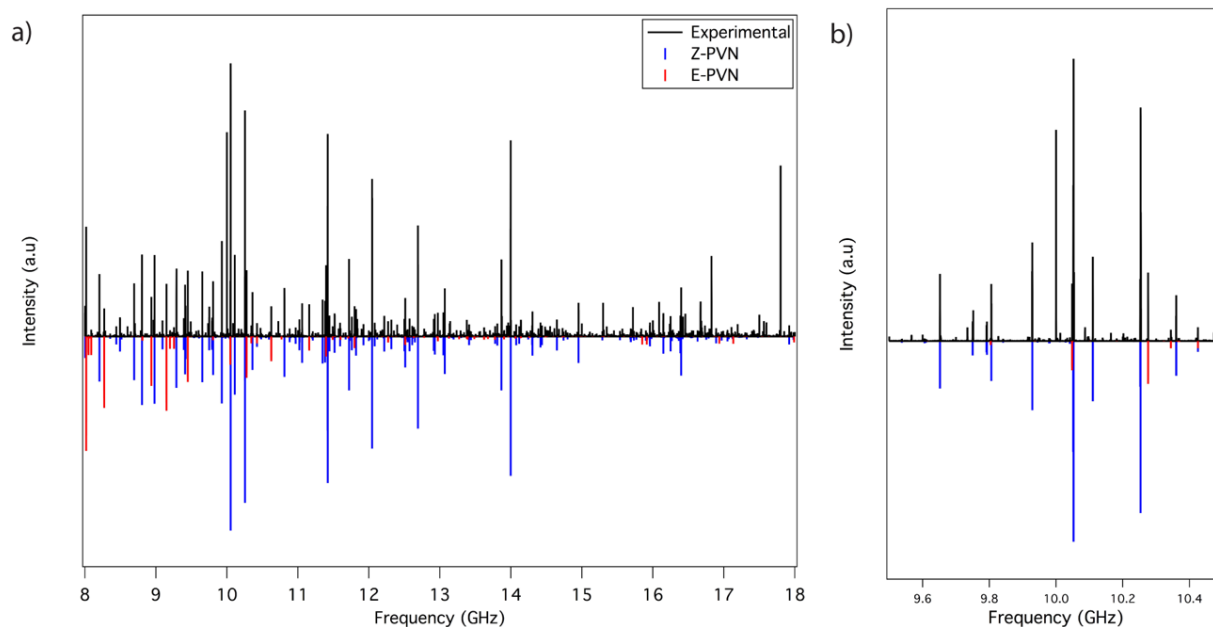 a)
Experimental
Z-PVN
E-PVN
Intensity (a.u)
8 9 10 11 12 13 14 15 16 17 18
Frequency (GHz)
b)
Intensity (a.u)
9.6 9.8 10.0 10.2 10.4
Frequency (GHz)